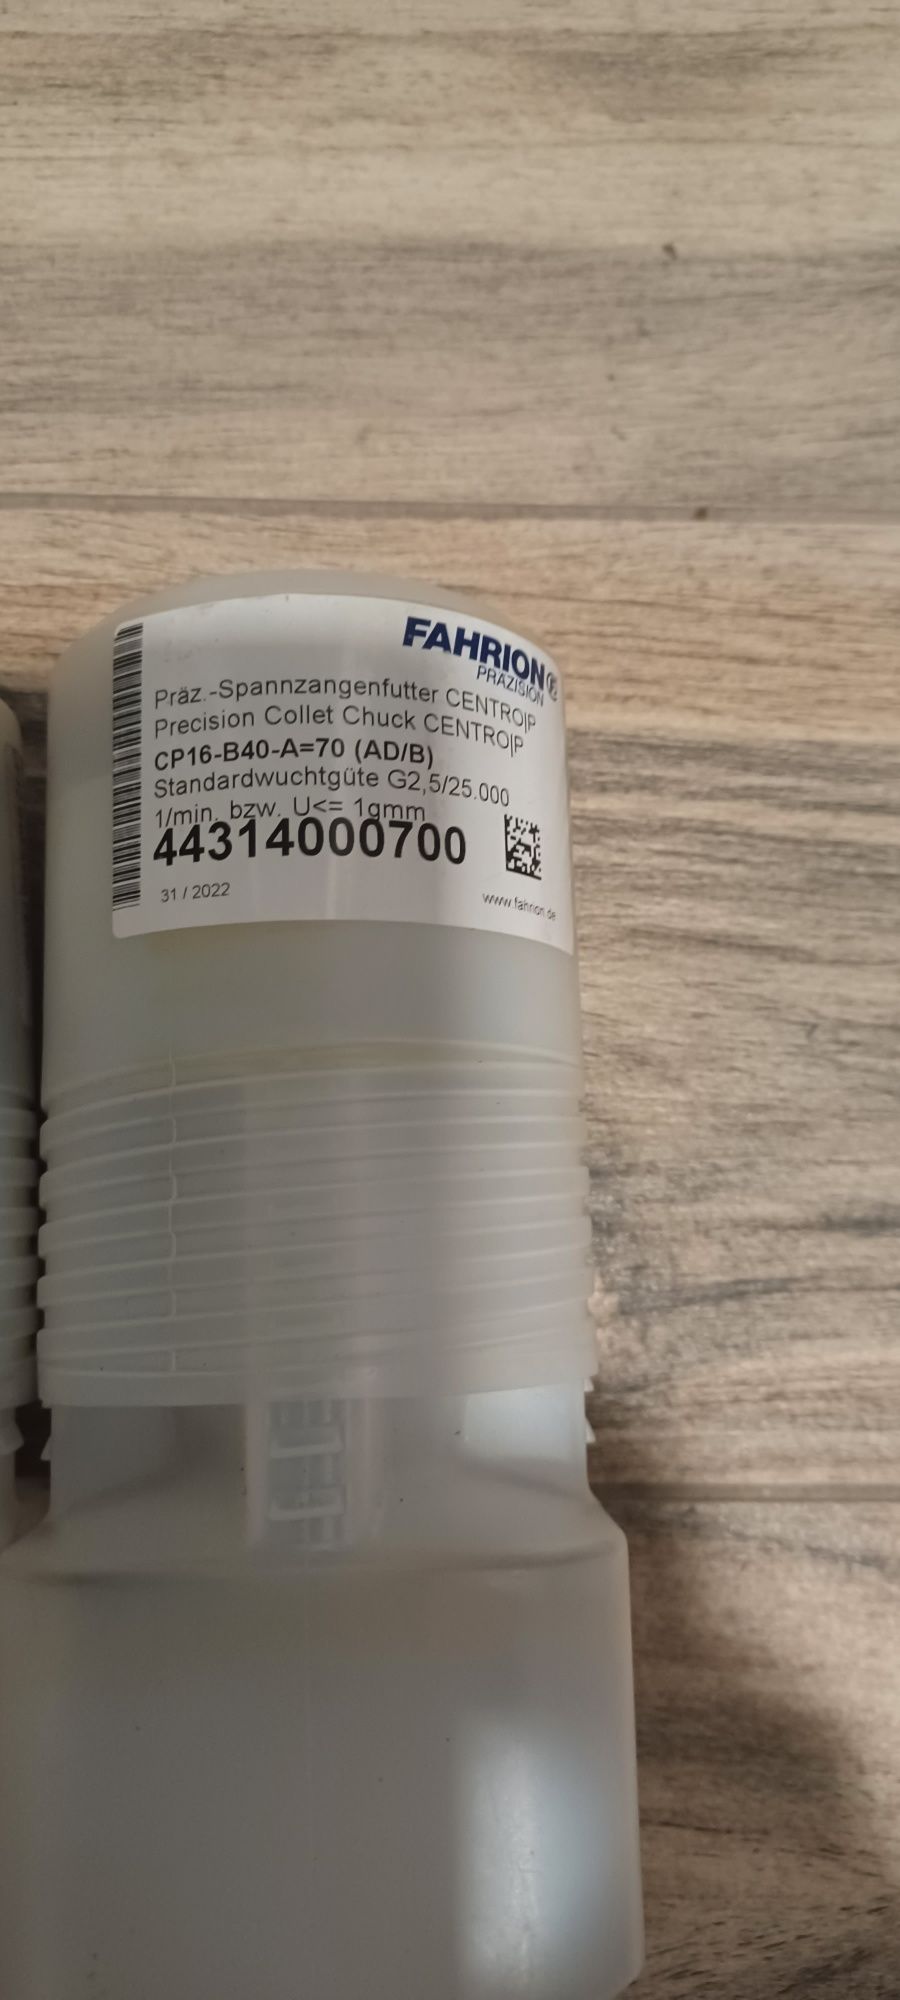 FAHRION®
PRÄZISION
Präz.-Spannzangenfutter CENTRO|P
Precision Collet Chuck CENTRO|P
CP16-B40-A=70 (AD/B)
Standardwuchtgüte G2,5/25.000
1/min. bzw. U<= 1gmm
44314000700
31 / 2022
www.fahrion.de